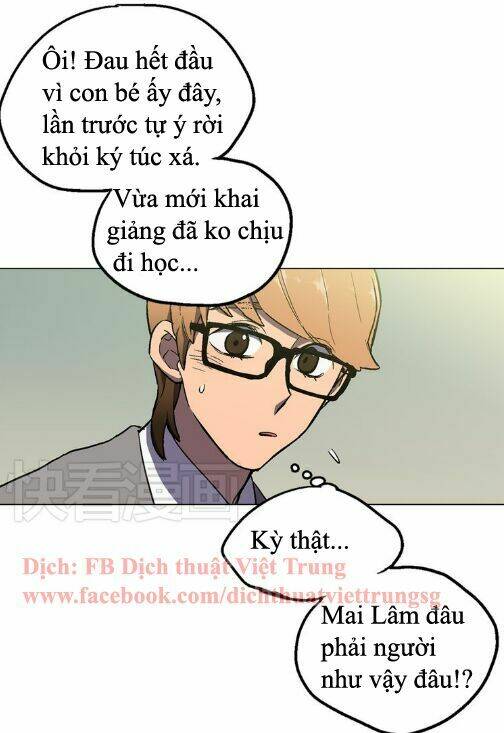 Ôi! Đau hết đầu
vì con bé ấy đây,
lần trước tự ý rời
khỏi ký túc xá.
Vừa mới khai
giảng đã ko chịu
đi học...
快看漫画
Kỳ thật...
Dịch: FB Dịch thuật Việt Trung
www.facebook.com/dichthuatviettrungsg
Mai Lâm đâu
phải người
như vậy đâu!?